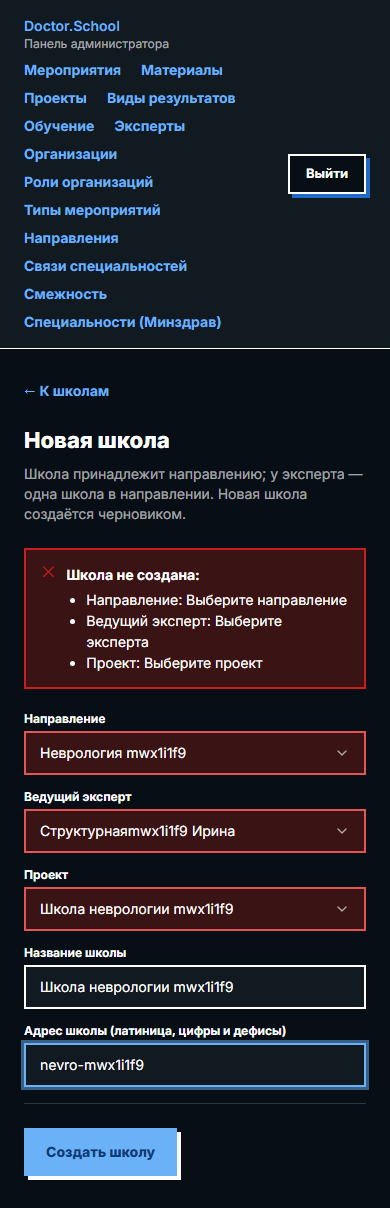 Doctor.School
Панель администратора
Мероприятия Материалы
Проекты Виды результатов
Обучение Эксперты
Организации
Выйти
Роли организаций
Типы мероприятий
Направления
Связи специальностей
Смежность
Специальности (Минздрав)
← К школам
Новая школа
Школа принадлежит направлению; у эксперта —
одна школа в направлении. Новая школа
создаётся черновиком.
Школа не создана:
• Направление: Выберите направление
• Ведущий эксперт: Выберите
эксперта
• Проект: Выберите проект
Направление
Неврология mwx1i1f9
Ведущий эксперт
Структурнаяmwx1i1f9 Ирина
Проект
Школа неврологии mwx1i1f9
Название школы
Школа неврологии mwx1i1f9
Адрес школы (латиница, цифры и дефисы)
nevro-mwx1i1f9
Создать школу